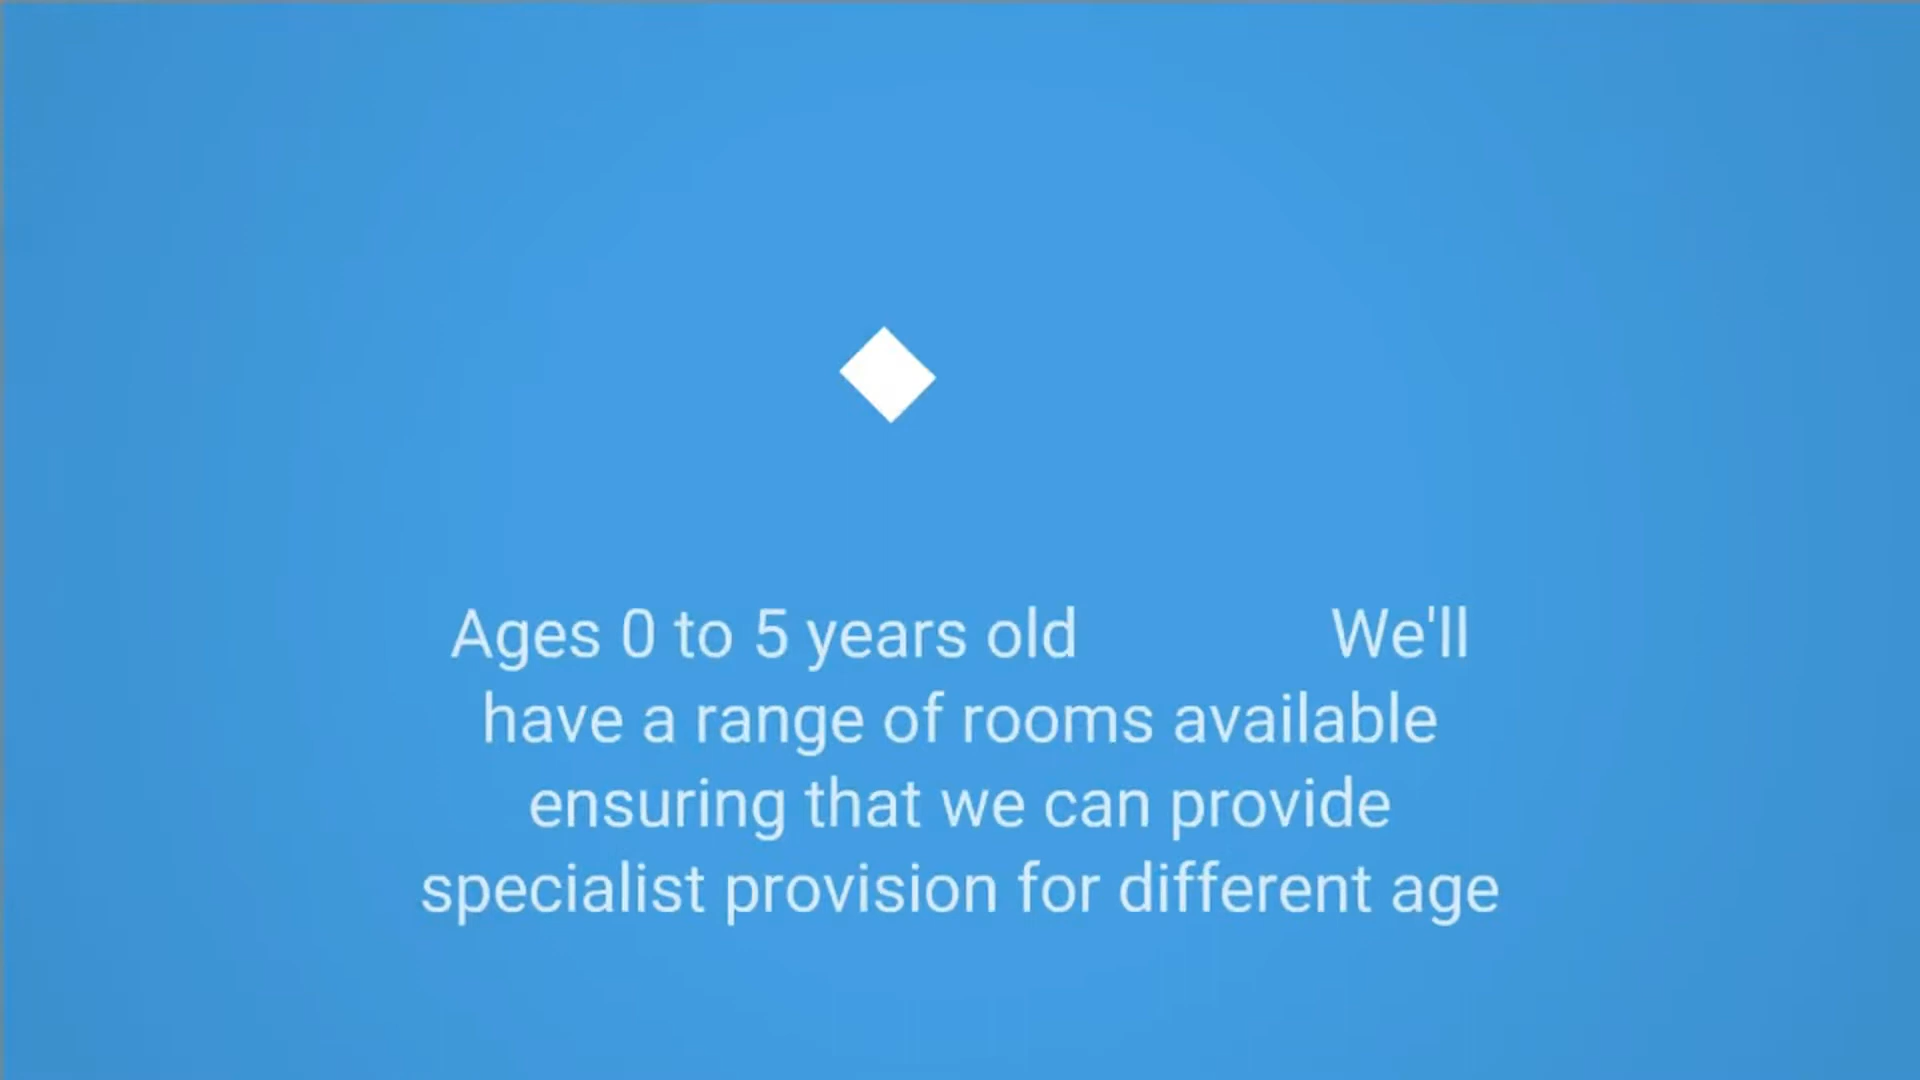 Ages 0 to 5 years old We'll
have a range of rooms available
ensuring that we can provide
specialist provision for different age